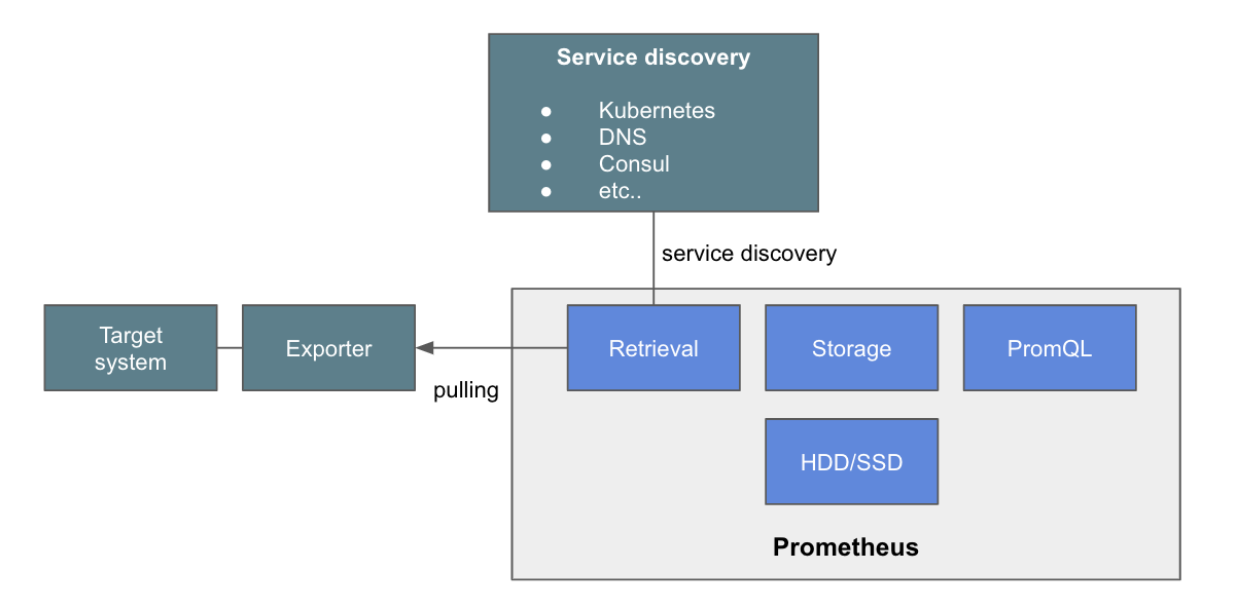 Service discovery
● Kubernetes
● DNS
● Consul
● etc..
service discovery
Target
system
Exporter
pulling
Retrieval
Storage
PromQL
HDD/SSD
Prometheus